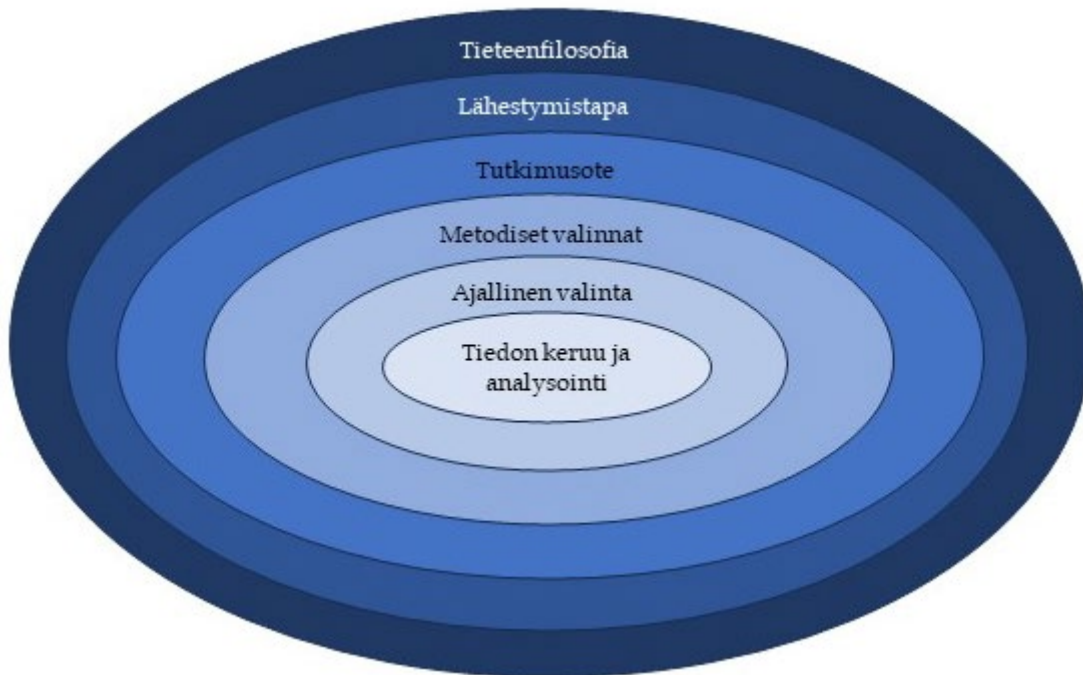 Tieteenfilosofia
Lähestymistapa
Tutkimusote
Metodiset valinnat
Ajallinen valinta
Tiedon keruu ja
analysointi